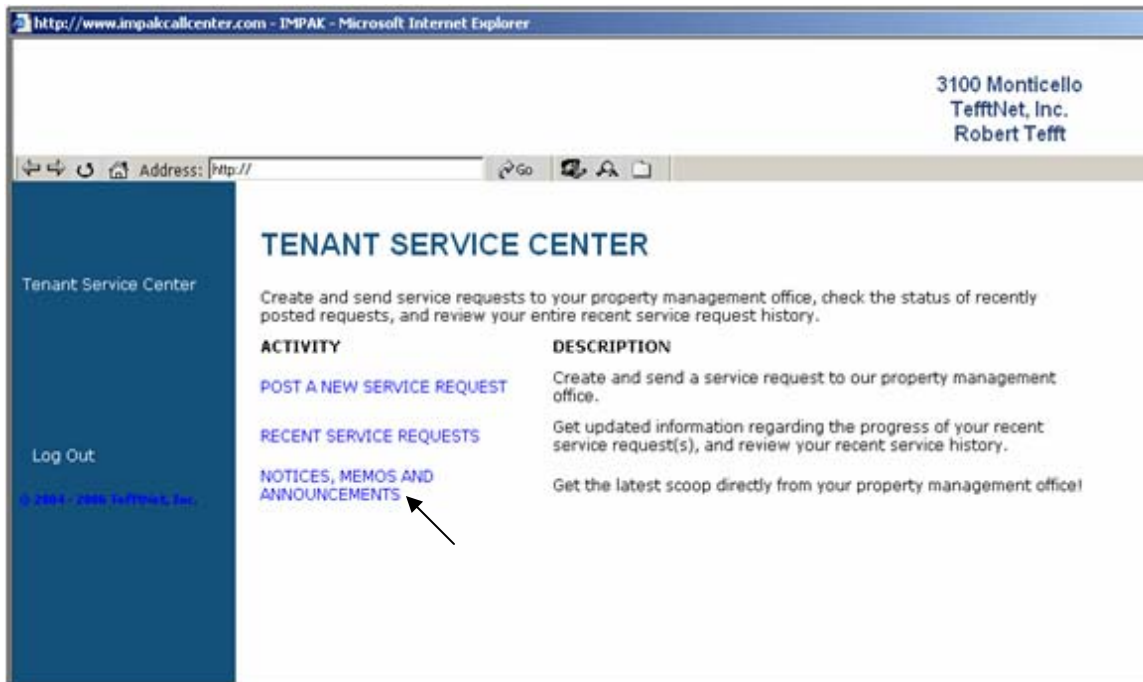 http://www.impakcallcenter.com - IMPAK - Microsoft Internet Explorer
3100 Monticello
TefftNet, Inc.
Robert Tefft
Address: http://
Go
TENANT SERVICE CENTER
Tenant Service Center
Create and send service requests to your property management office, check the status of recently
posted requests, and review your entire recent service request history.
ACTIVITY DESCRIPTION
POST A NEW SERVICE REQUEST
Create and send a service request to our property management
office.
RECENT SERVICE REQUESTS
Get updated information regarding the progress of your recent
service request(s), and review your recent service history.
Log Out
NOTICES, MEMOS AND
ANNOUNCEMENTS
Get the latest scoop directly from your property management office!
© 2004 - 2006 TefftNet, Inc.